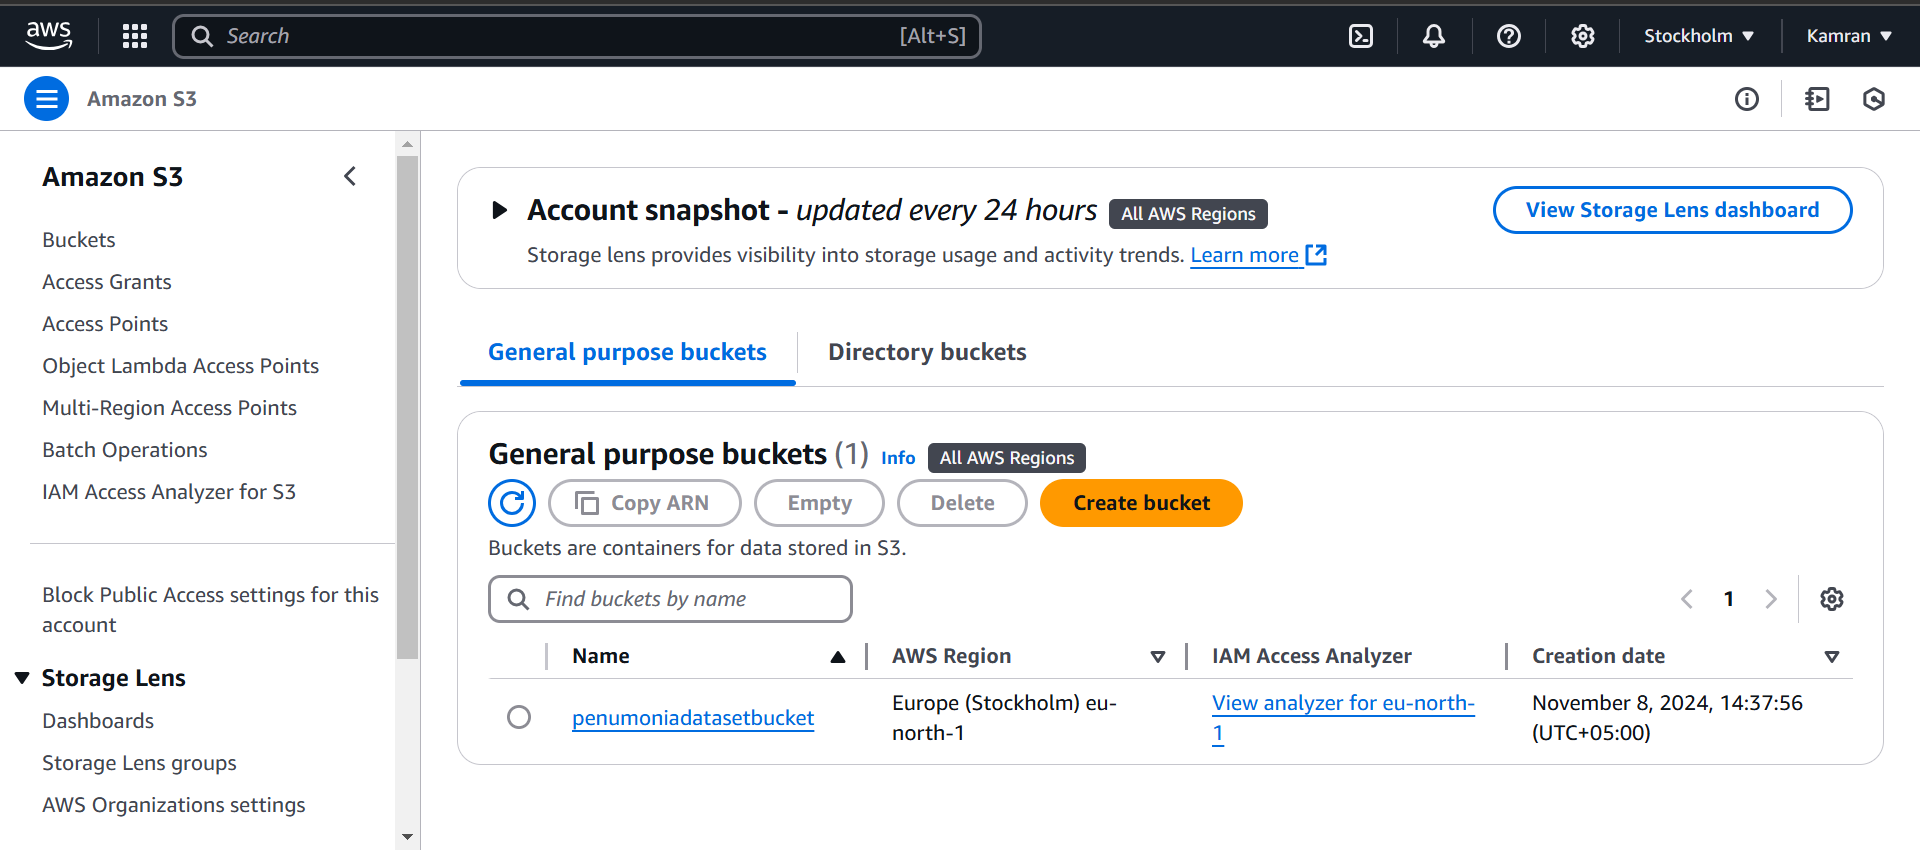 aws
Search [Alt+S]
Stockholm
Kamran
Amazon S3
Amazon S3
Buckets
Access Grants
Access Points
Object Lambda Access Points
Multi-Region Access Points
Batch Operations
IAM Access Analyzer for S3
Block Public Access settings for this
account
Storage Lens
Dashboards
Storage Lens groups
AWS Organizations settings
Account snapshot - updated every 24 hours All AWS Regions
View Storage Lens dashboard
Storage lens provides visibility into storage usage and activity trends. Learn more
General purpose buckets
Directory buckets
General purpose buckets (1) Info All AWS Regions
Copy ARN
Empty
Delete
Create bucket
Buckets are containers for data stored in S3.
Find buckets by name
1
Name
AWS Region
IAM Access Analyzer
Creation date
penumoniadatasetbucket
Europe (Stockholm) eu-
north-1
View analyzer for eu-north-
1
November 8, 2024, 14:37:56
(UTC+05:00)